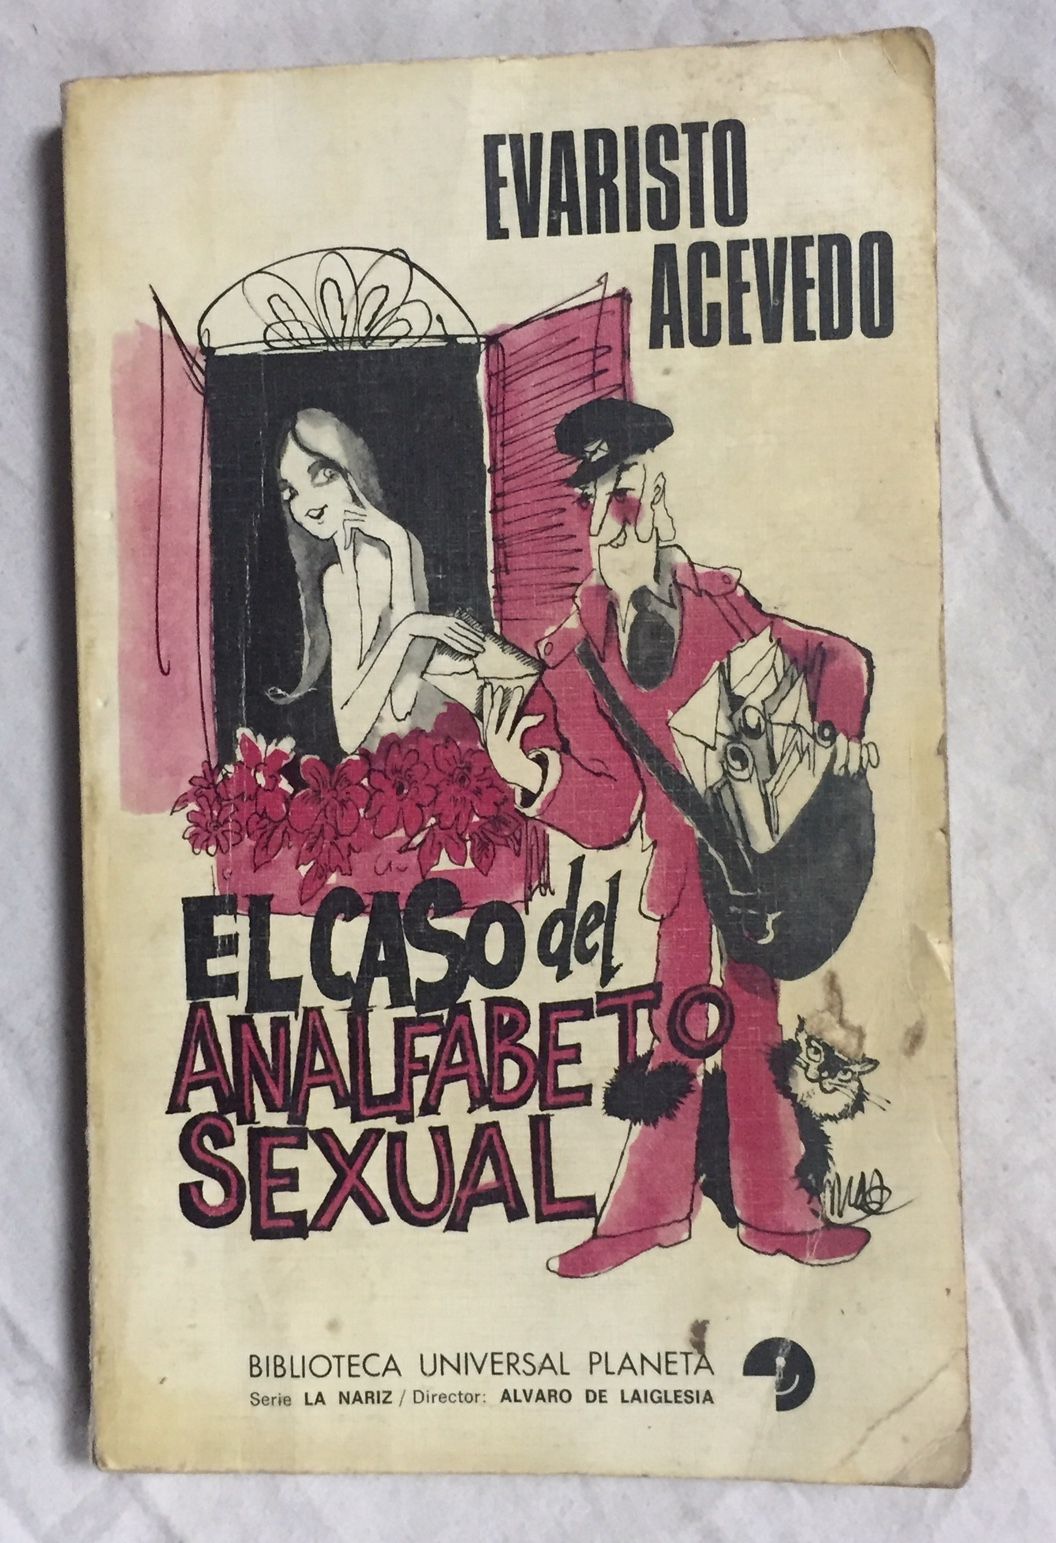 EVARISTO
ACEVEDO
EL CASO del
ANALFABETO
SEXUAL
BIBLIOTECA UNIVERSAL PLANETA
Serie LA NARIZ / Director: ALVARO DE LAIGLESIA